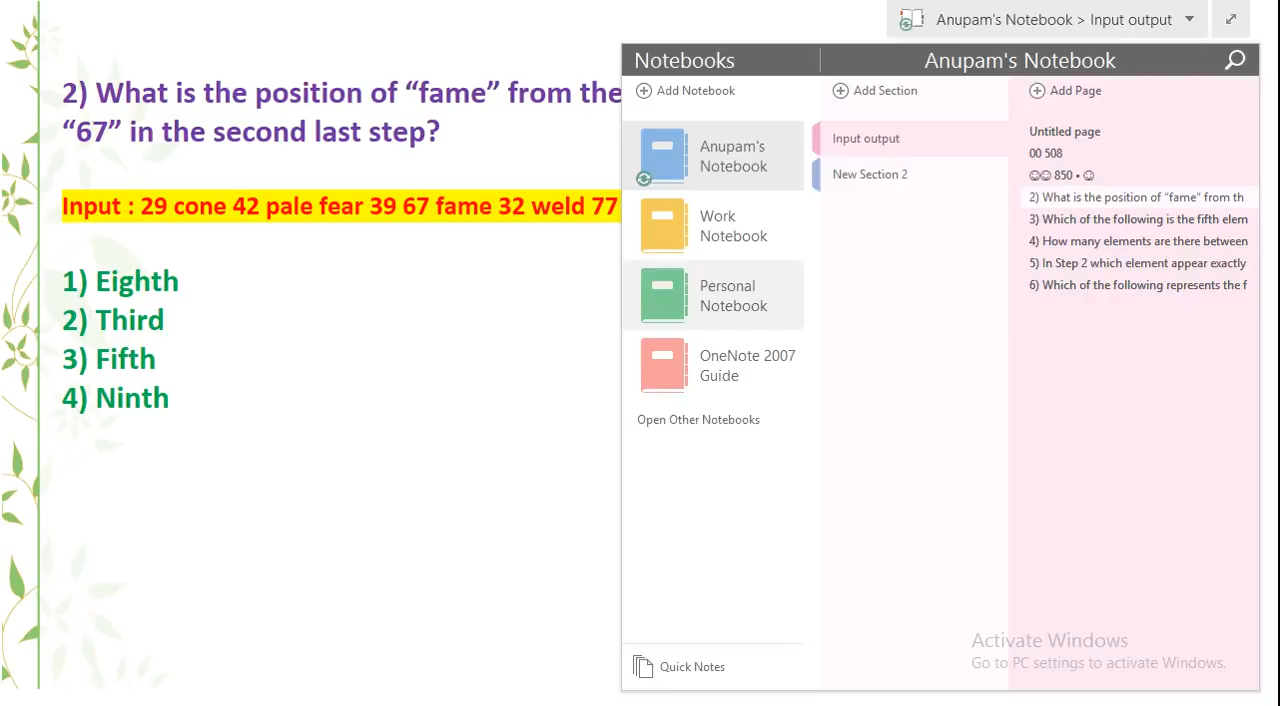 Anupam's Notebook > Input output
2) What is the position of “fame” from the
“67” in the second last step?
Input : 29 cone 42 pale fear 39 67 fame 32 weld 77
1) Eighth
2) Third
3) Fifth
4) Ninth
Notebooks
Add Notebook
Anupam's
Notebook
Work
Notebook
Personal
Notebook
OneNote 2007
Guide
Open Other Notebooks
Quick Notes
Anupam's Notebook
Add Section
Input output
New Section 2
Add Page
Untitled page
00 508
☺☺ 850 • ☺
2) What is the position of “fame” from th
3) Which of the following is the fifth elem
4) How many elements are there between
5) In Step 2 which element appear exactly
6) Which of the following represents the f
Activate Windows
Go to PC settings to activate Windows.